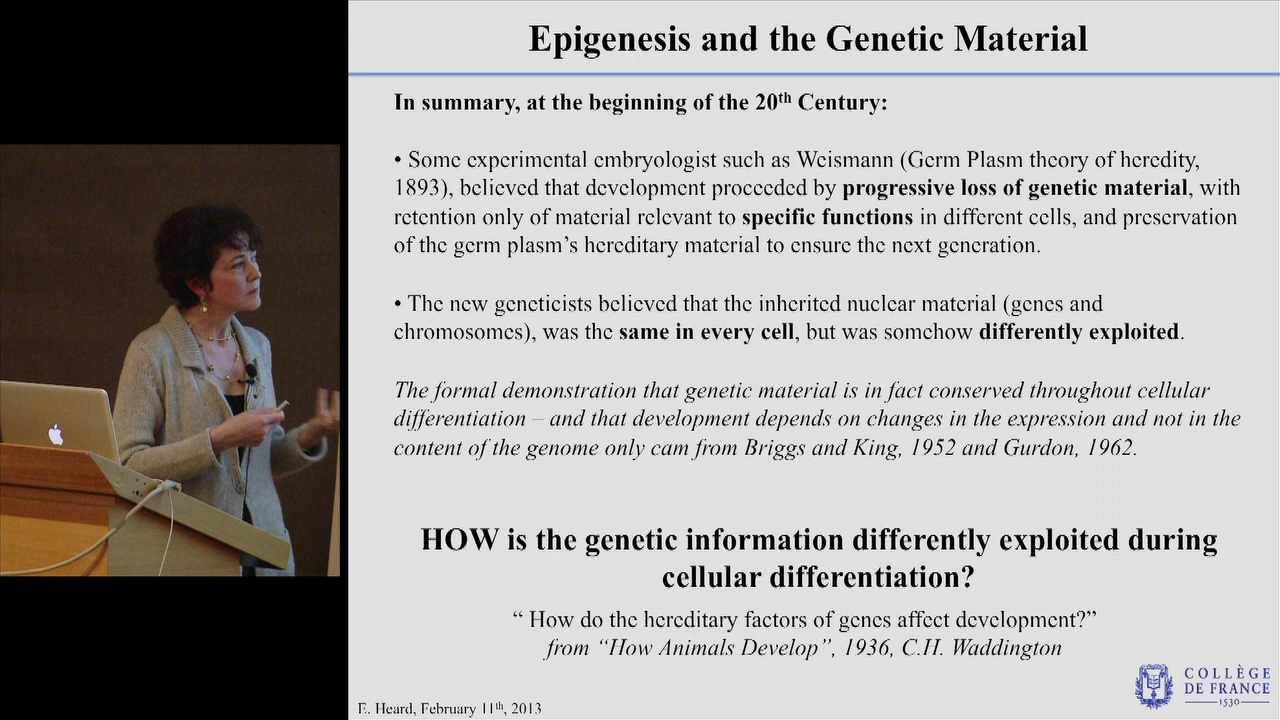 Epigenesis and the Genetic Material
In summary, at the beginning of the 20th Century:
• Some experimental embryologist such as Weismann (Germ Plasm theory of heredity,
1893), believed that development proceeded by progressive loss of genetic material, with
retention only of material relevant to specific functions in different cells, and preservation
of the germ plasm's hereditary material to ensure the next generation.
• The new geneticists believed that the inherited nuclear material (genes and
chromosomes), was the same in every cell, but was somehow differently exploited.
The formal demonstration that genetic material is in fact conserved throughout cellular
differentiation – and that development depends on changes in the expression and not in the
content of the genome only cam from Briggs and King, 1952 and Gurdon, 1962.
HOW is the genetic information differently exploited during
cellular differentiation?
“ How do the hereditary factors of genes affect development?”
from “How Animals Develop”, 1936, C.H. Waddington
COLLÈGE
DE FRANCE
1530
E. Heard, February 11th, 2013